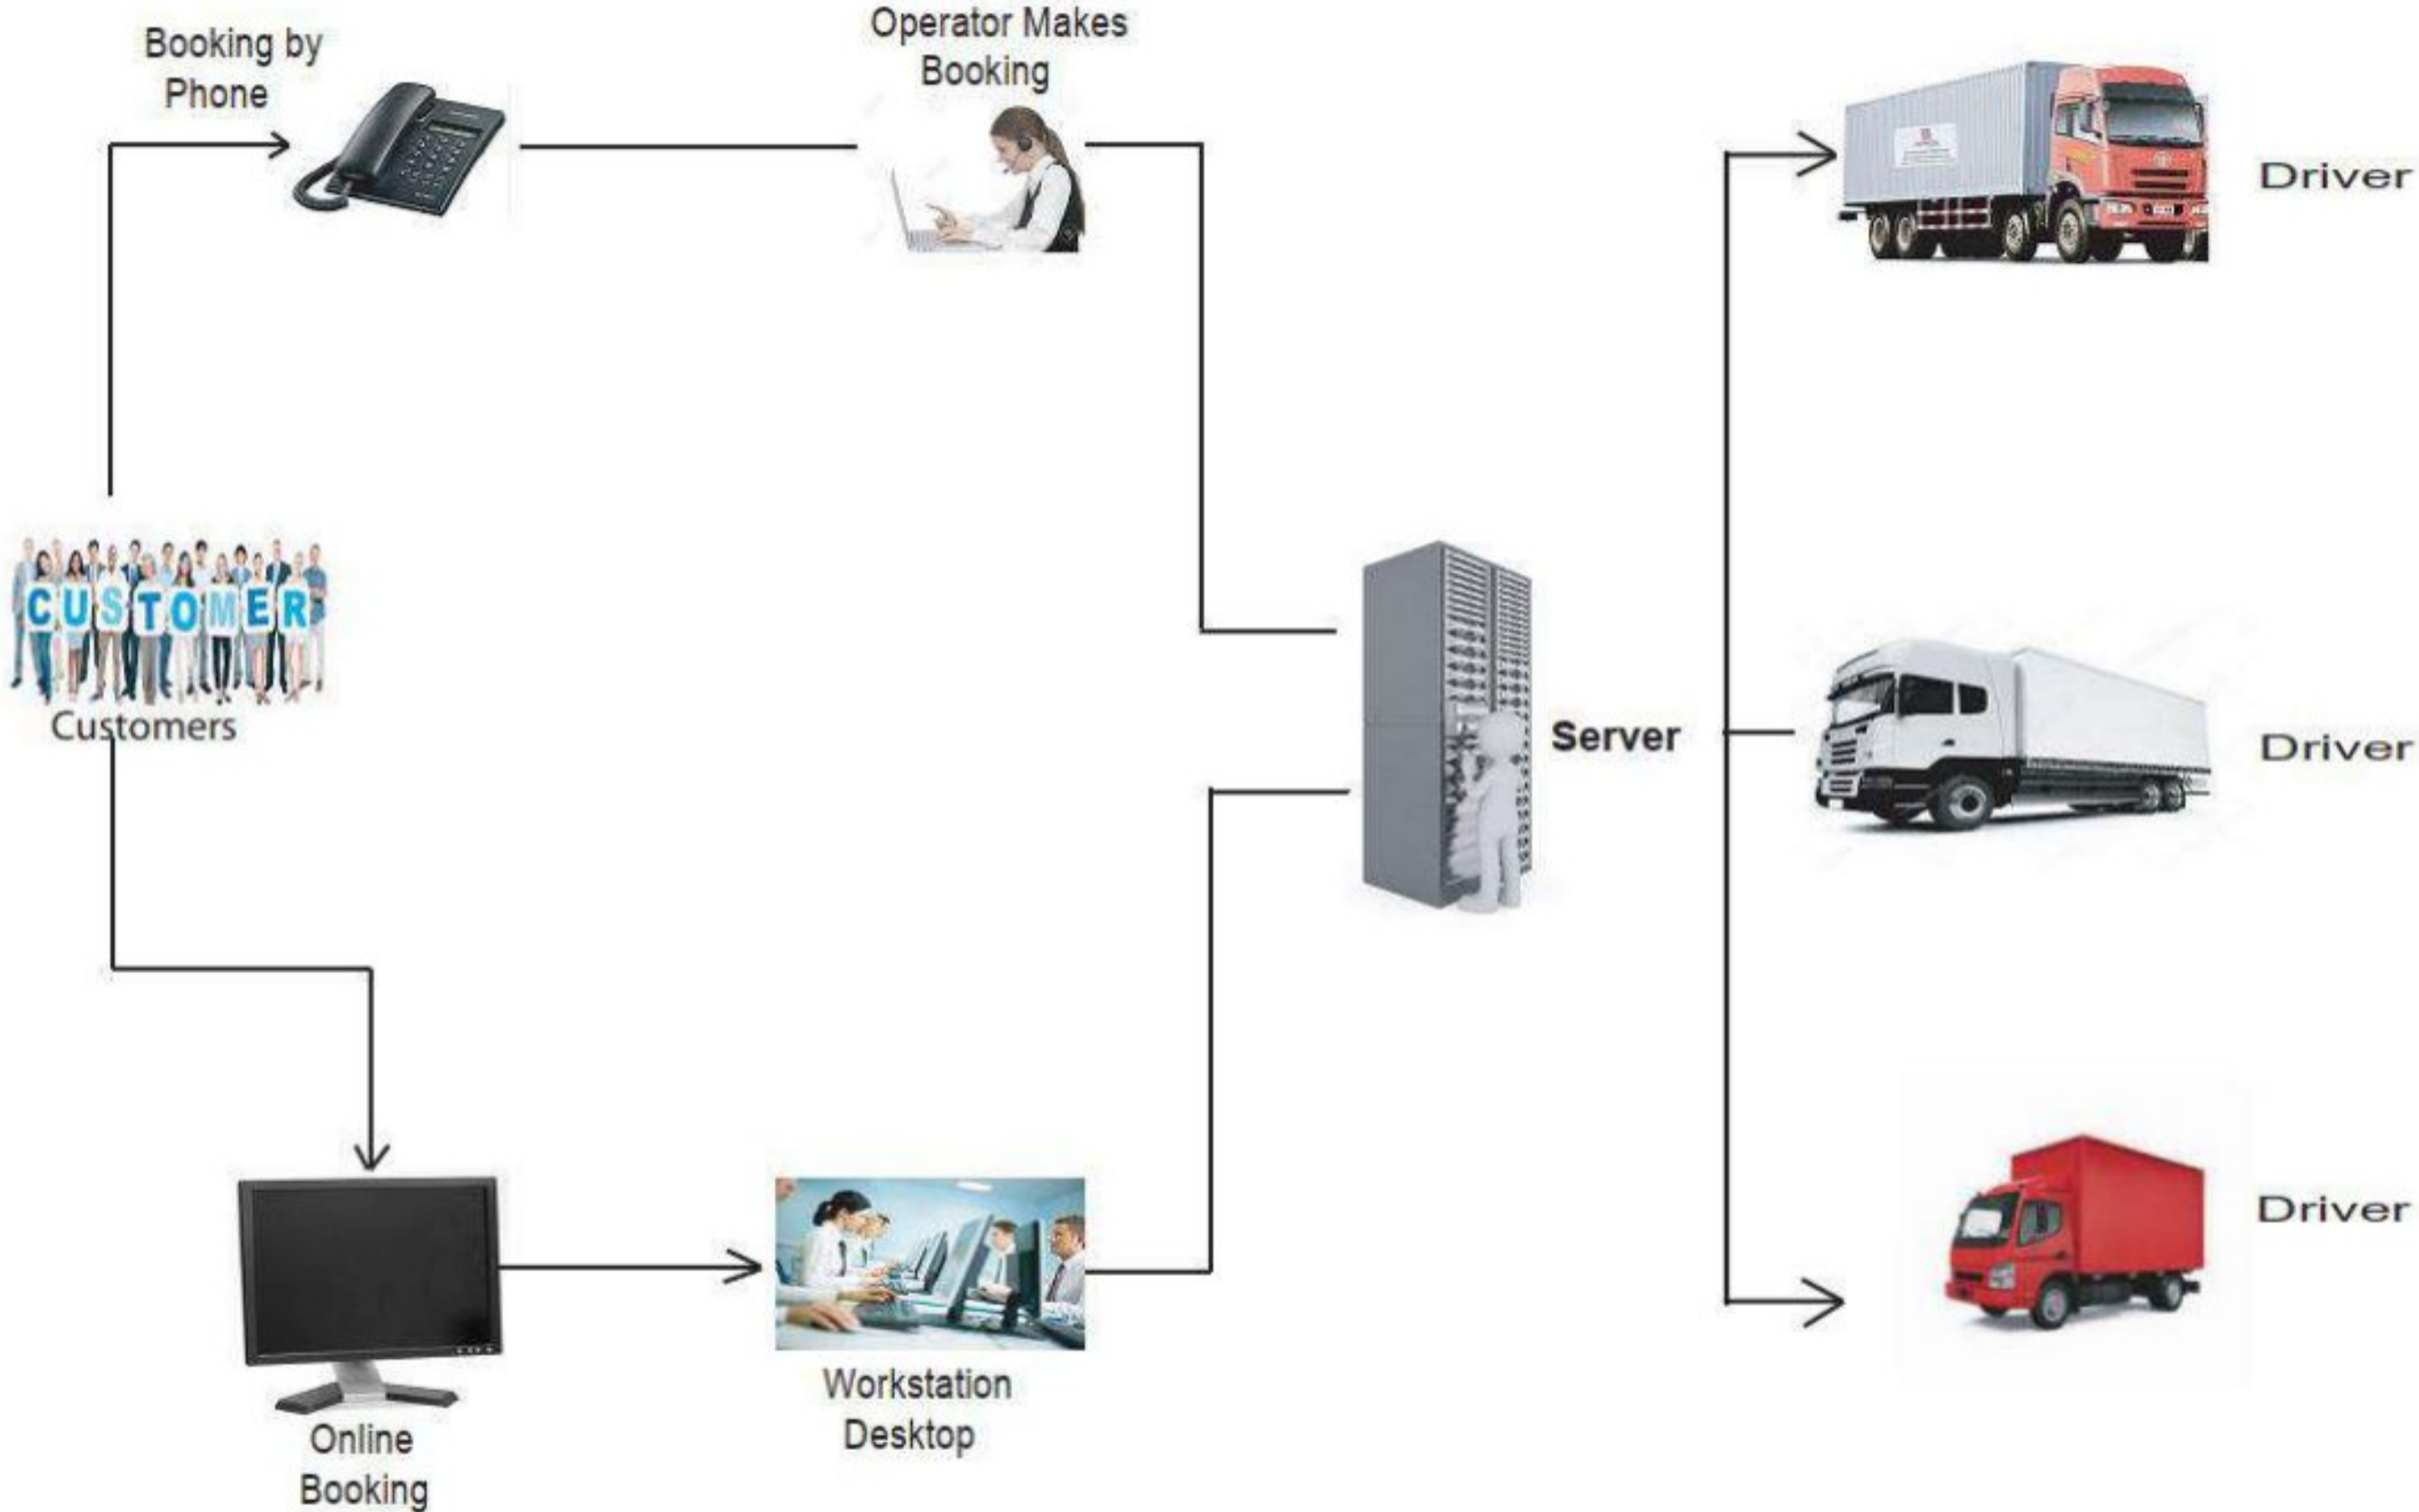 Booking by
Phone
Operator Makes
Booking
Driver
CUSTOMER
Customers
Server
Driver
Driver
Workstation
Desktop
Online
Booking